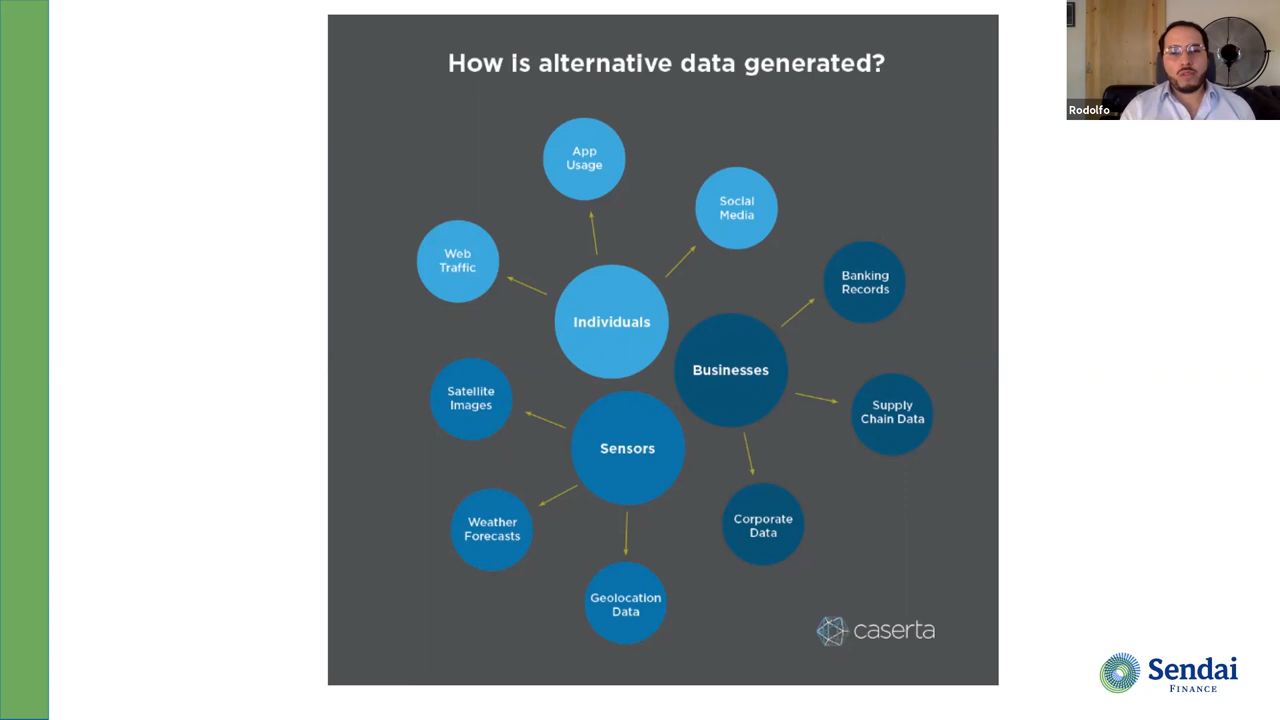 How is alternative data generated?
App
Usage
Social
Media
Web
Traffic
Banking
Records
Individuals
Businesses
Satellite
Images
Supply
Chain Data
Sensors
Weather
Forecasts
Corporate
Data
Geolocation
Data
caserta
Rodolfo
Sendai
FINANCE